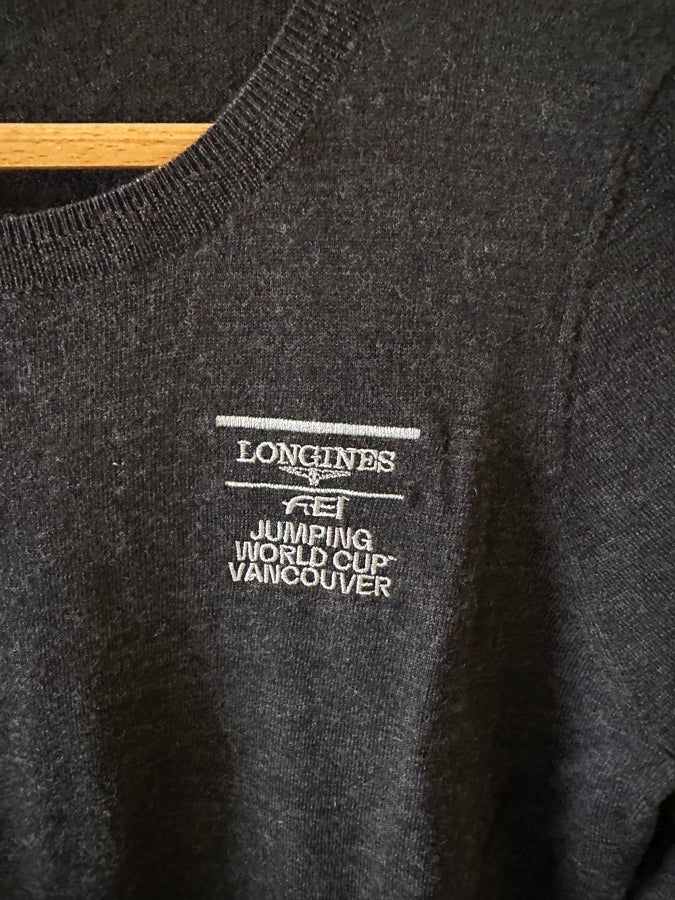 LONGINES
FEI
JUMPING
WORLD CUP™
VANCOUVER